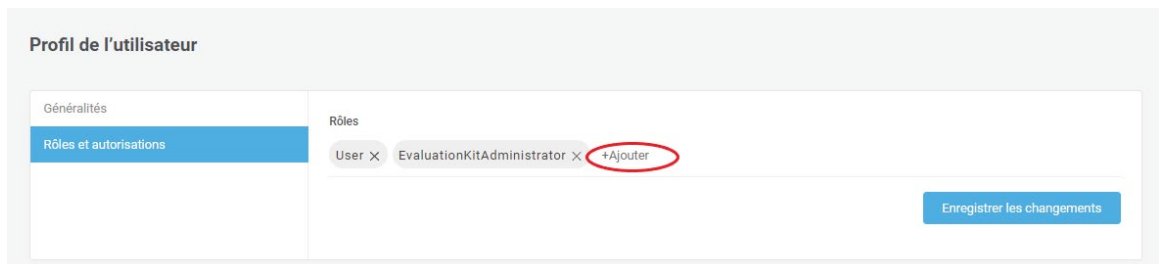 Profil de l’utilisateur
Généralités
Rôles et autorisations
Rôles
User × EvaluationKitAdministrator × +Ajouter
Enregistrer les changements